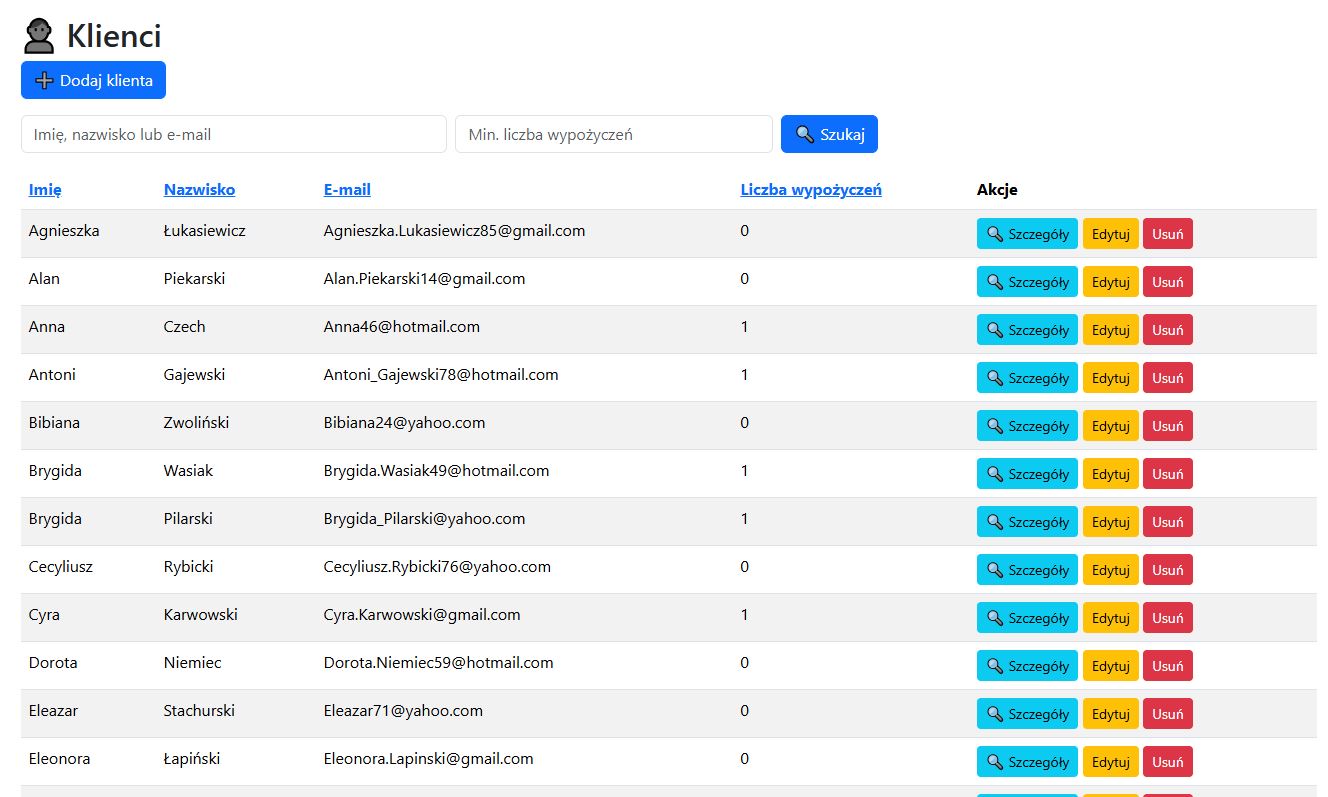 Klienci
Dodaj klienta
Imię, nazwisko lub e-mail Min. liczba wypożyczeń Szukaj
Imię Nazwisko E-mail Liczba wypożyczeń Akcje
Agnieszka Łukasiewicz Agnieszka.Lukasiewicz85@gmail.com 0 Szczegóły Edytuj Usuń
Alan Piekarski Alan.Piekarski14@gmail.com 0 Szczegóły Edytuj Usuń
Anna Czech Anna46@hotmail.com 1 Szczegóły Edytuj Usuń
Antoni Gajewski Antoni_Gajewski78@hotmail.com 1 Szczegóły Edytuj Usuń
Bibiana Zwoliński Bibiana24@yahoo.com 0 Szczegóły Edytuj Usuń
Brygida Wasiak Brygida.Wasiak49@hotmail.com 1 Szczegóły Edytuj Usuń
Brygida Pilarski Brygida_Pilarski@yahoo.com 1 Szczegóły Edytuj Usuń
Cecyliusz Rybicki Cecyliusz.Rybicki76@yahoo.com 0 Szczegóły Edytuj Usuń
Cyra Karwowski Cyra.Karwowski@gmail.com 1 Szczegóły Edytuj Usuń
Dorota Niemiec Dorota.Niemiec59@hotmail.com 0 Szczegóły Edytuj Usuń
Eleazar Stachurski Eleazar71@yahoo.com 0 Szczegóły Edytuj Usuń
Eleonora Łapiński Eleonora.Lapinski@gmail.com 0 Szczegóły Edytuj Usuń